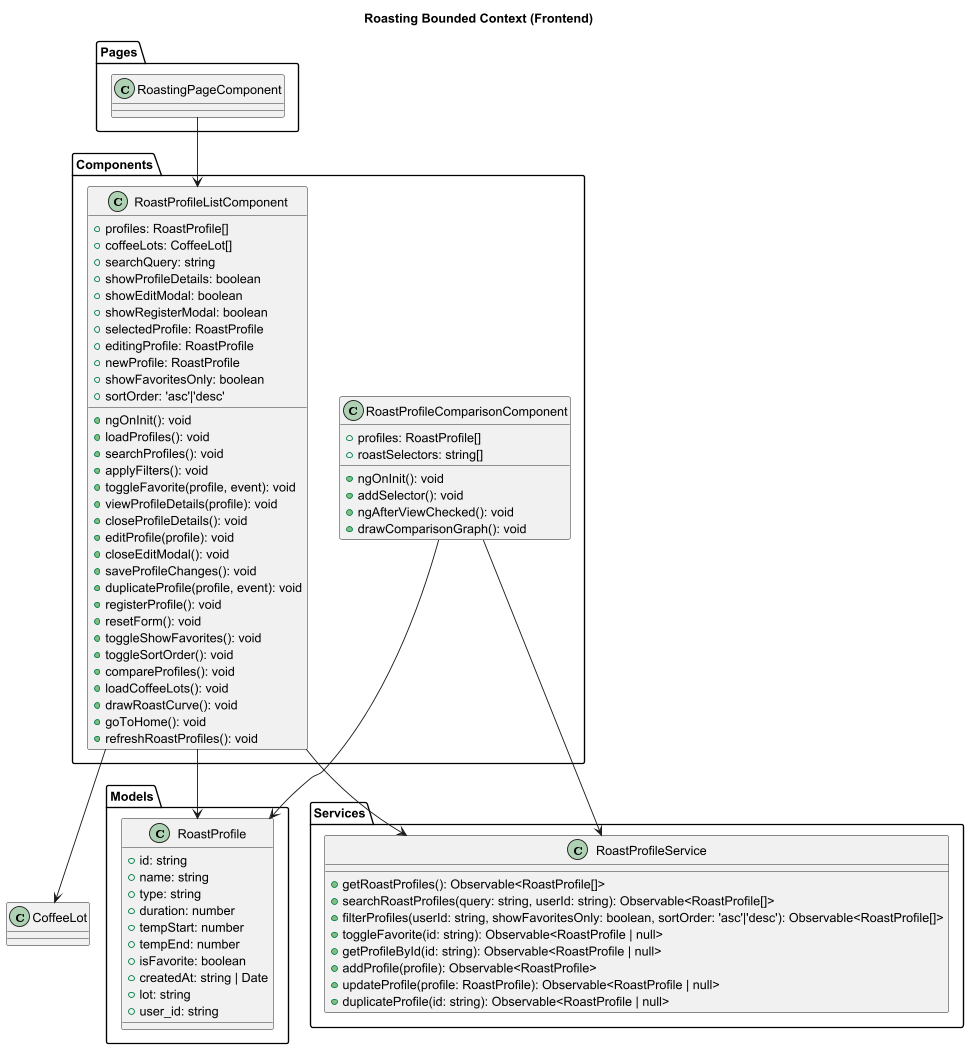 Roasting Bounded Context (Frontend)
Pages
C RoastingPageComponent
Components
C RoastProfileListComponent
profiles: RoastProfile[]
coffeeLots: CoffeeLot[]
searchQuery: string
showProfileDetails: boolean
showEditModal: boolean
showRegisterModal: boolean
selectedProfile: RoastProfile
editingProfile: RoastProfile
newProfile: RoastProfile
showFavoritesOnly: boolean
sortOrder: 'asc'|'desc'
ngOnInit(): void
loadProfiles(): void
searchProfiles(): void
applyFilters(): void
toggleFavorite(profile, event): void
viewProfileDetails(profile): void
closeProfileDetails(): void
editProfile(profile): void
closeEditModal(): void
saveProfileChanges(): void
duplicateProfile(profile, event): void
registerProfile(): void
resetForm(): void
toggleShowFavorites(): void
toggleSortOrder(): void
compareProfiles(): void
loadCoffeeLots(): void
drawRoastCurve(): void
goToHome(): void
refreshRoastProfiles(): void
C RoastProfileComparisonComponent
profiles: RoastProfile[]
roastSelectors: string[]
ngOnInit(): void
addSelector(): void
ngAfterViewChecked(): void
drawComparisonGraph(): void
C CoffeeLot
Models
C RoastProfile
id: string
name: string
type: string
duration: number
tempStart: number
tempEnd: number
isFavorite: boolean
createdAt: string | Date
lot: string
user_id: string
Services
C RoastProfileService
getRoastProfiles(): Observable<RoastProfile[]>
searchRoastProfiles(query: string, userId: string): Observable<RoastProfile[]>
filterProfiles(userId: string, showFavoritesOnly: boolean, sortOrder: 'asc'|'desc'): Observable<RoastProfile[]>
toggleFavorite(id: string): Observable<RoastProfile | null>
getProfileById(id: string): Observable<RoastProfile | null>
addProfile(profile): Observable<RoastProfile>
updateProfile(profile: RoastProfile): Observable<RoastProfile | null>
duplicateProfile(id: string): Observable<RoastProfile | null>